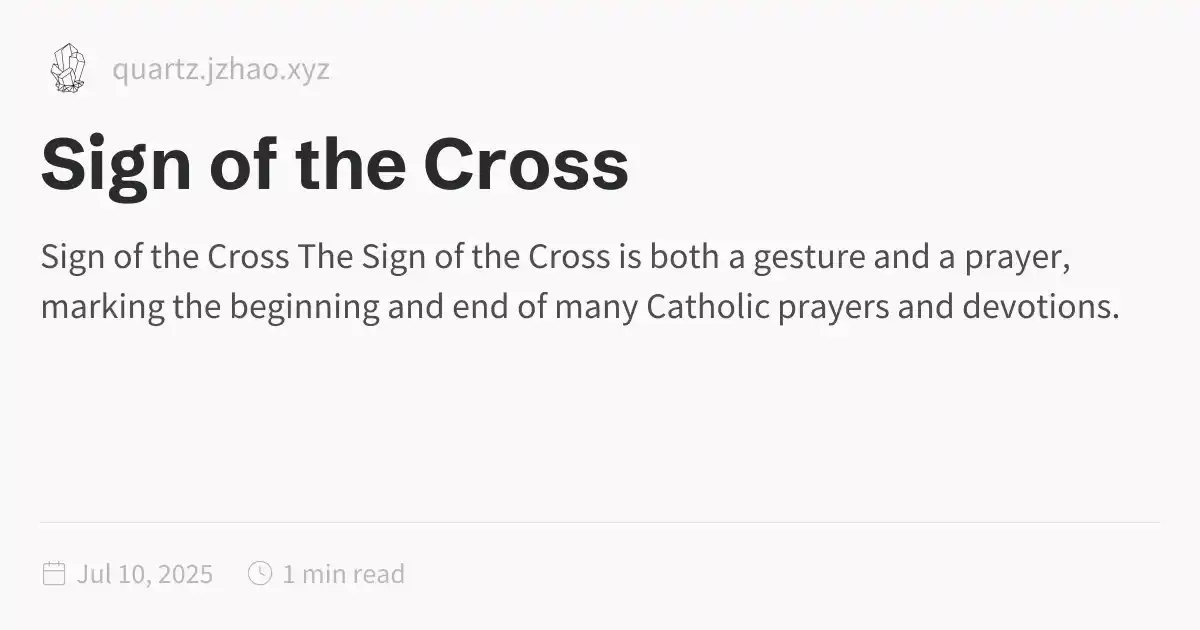 quartz.jzhao.xyz
Sign of the Cross
Sign of the Cross The Sign of the Cross is both a gesture and a prayer,
marking the beginning and end of many Catholic prayers and devotions.
Jul 10, 2025 1 min read